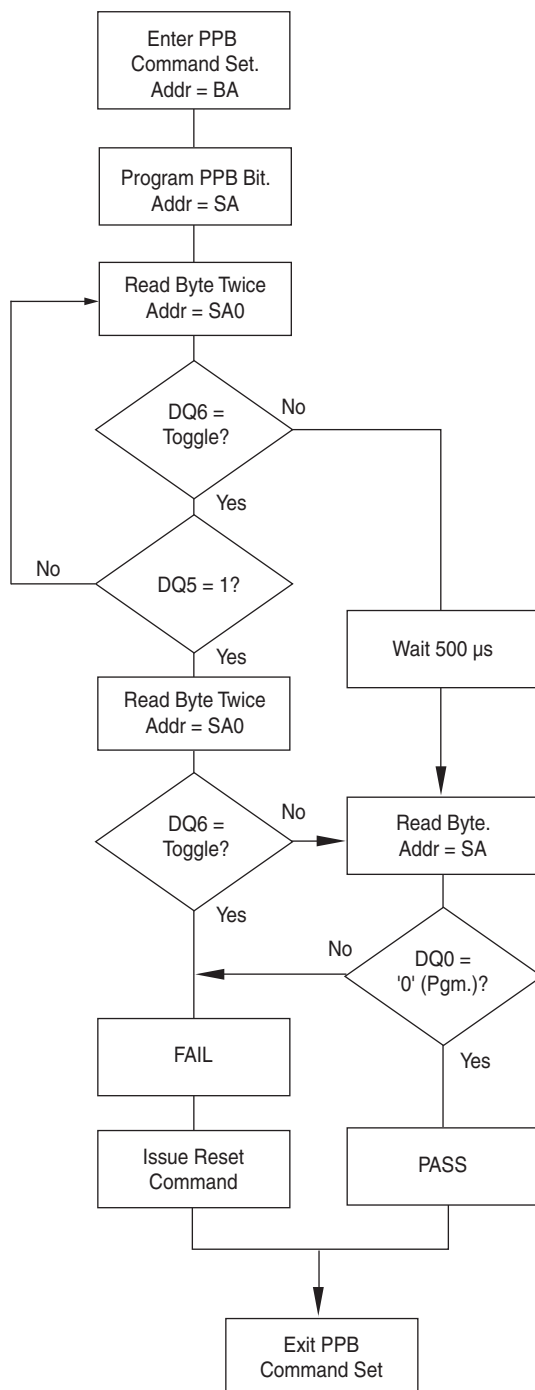 Enter PPB
Command Set.
Addr = BA
Program PPB Bit.
Addr = SA
Read Byte Twice
Addr = SA0
DQ6 =
Toggle?
No
Yes
DQ5 = 1?
No
Yes
Wait 500 µs
Read Byte Twice
Addr = SA0
DQ6 =
Toggle?
No
Yes
Read Byte.
Addr = SA
DQ0 =
'0' (Pgm.)?
No
Yes
FAIL
Issue Reset
Command
PASS
Exit PPB
Command Set